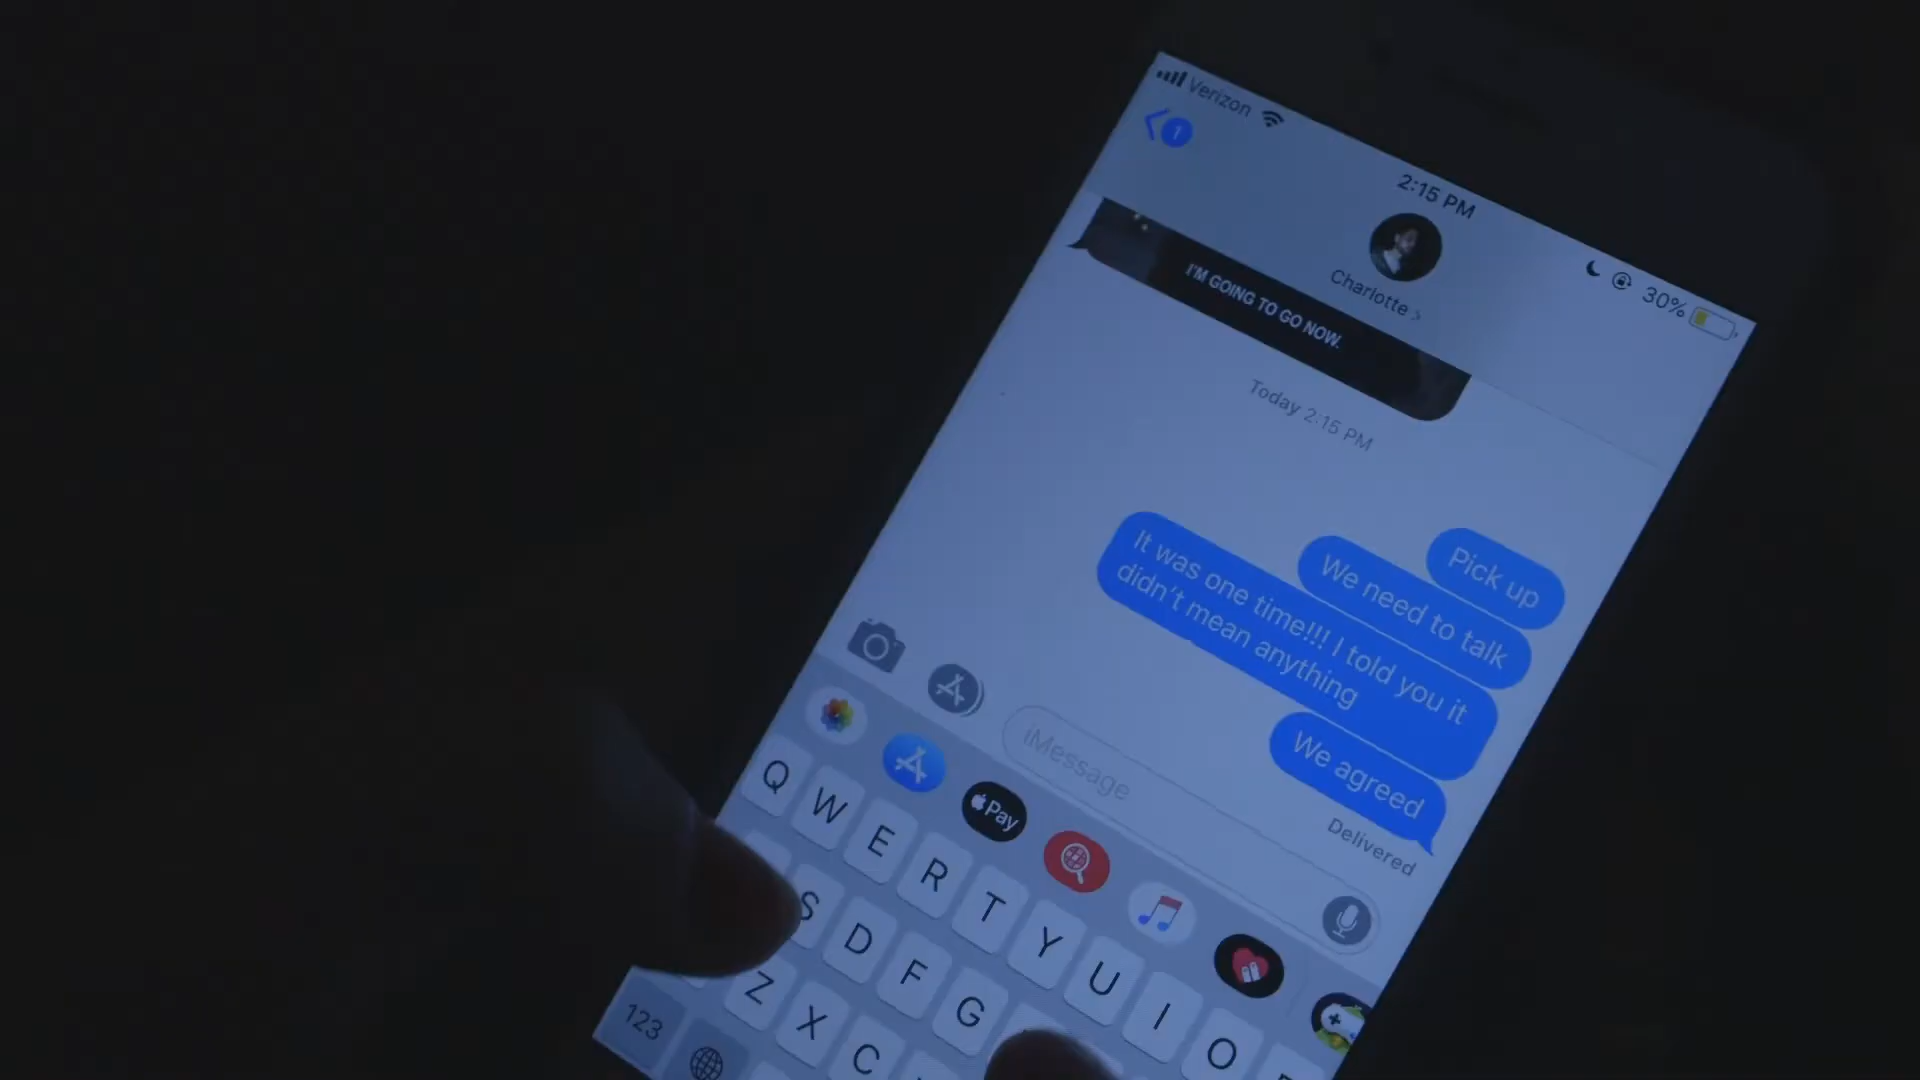 Verizon
1
2:15 PM
30%
Charlotte >
I'M GOING TO GO NOW.
Today 2:15 PM
Pick up
We need to talk
It was one time!!! I told you it
didn't mean anything
We agreed
Delivered
iMessage
Pay
Q W E R T Y U I O
S D F G
Z X C
123